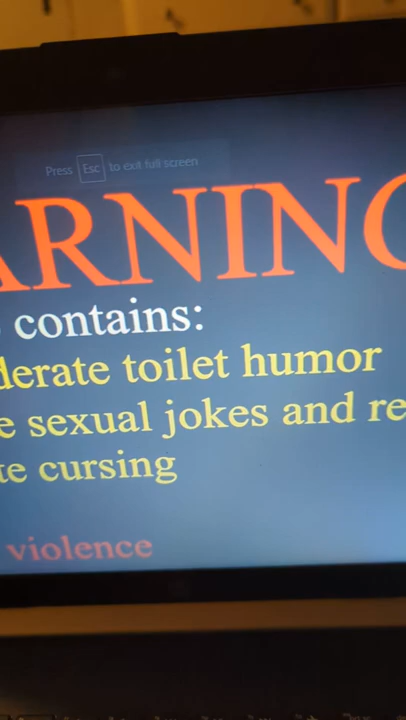 Press Esc to exit full screen
ARNING
contains:
derate toilet humor
e sexual jokes and re
te cursing
violence